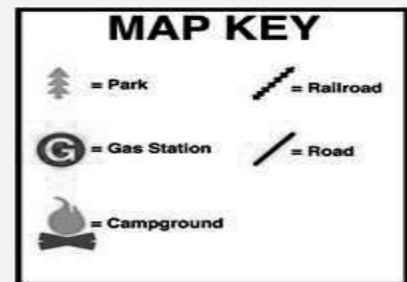 MAP KEY
= Park
= Railroad
G = Gas Station
= Road
= Campground